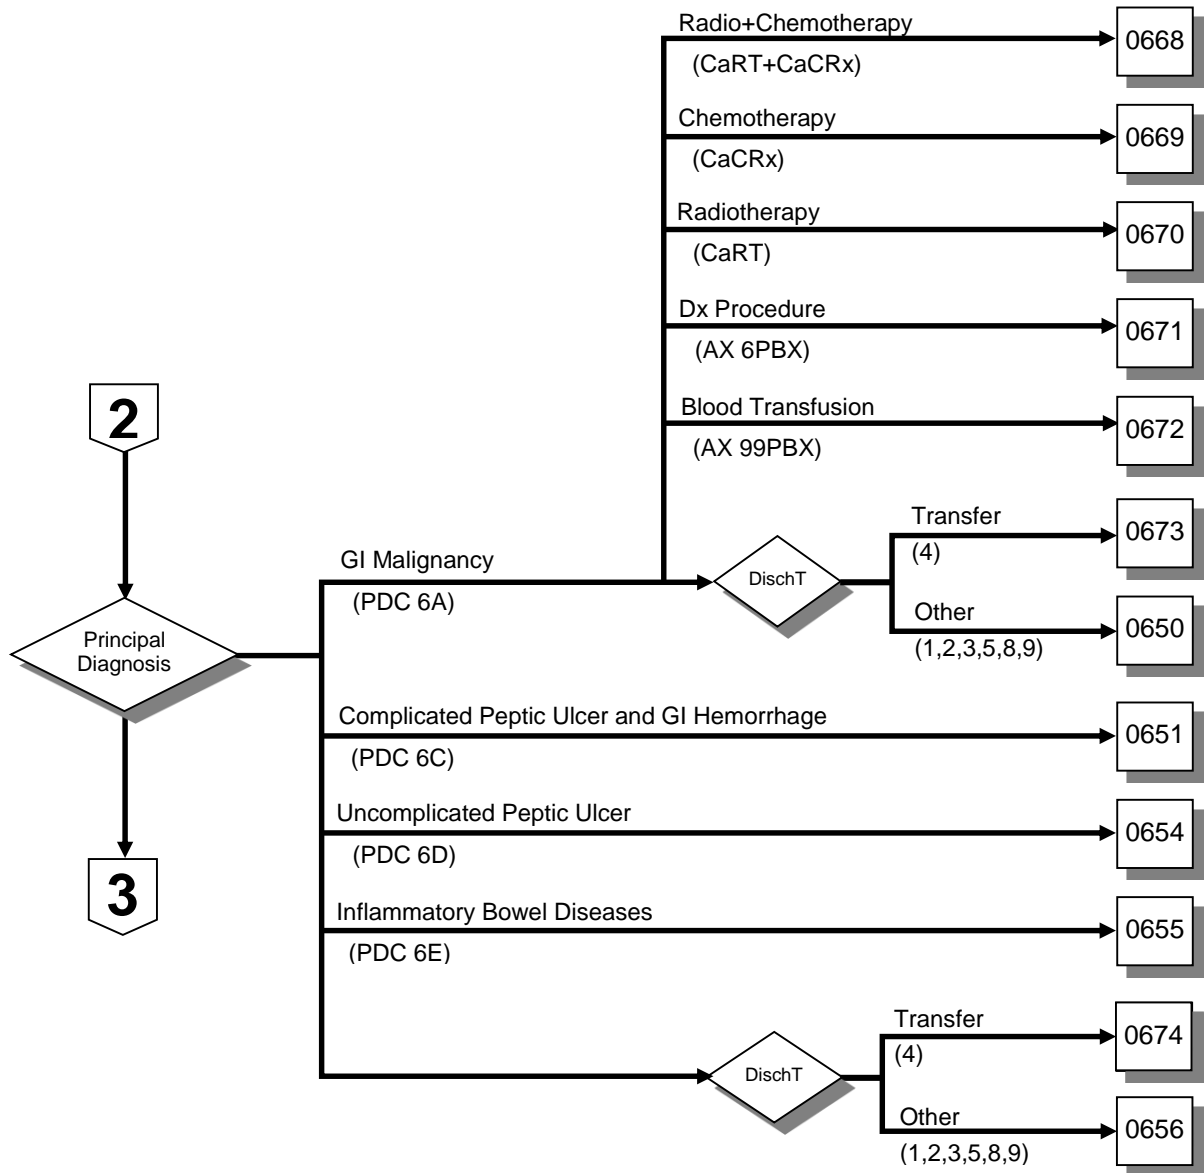 Radio+Chemotherapy
(CaRT+CaCRx)
0668
Chemotherapy
(CaCRx)
0669
Radiotherapy
(CaRT)
0670
Dx Procedure
(AX 6PBX)
0671
2
Blood Transfusion
(AX 99PBX)
0672
GI Malignancy
(PDC 6A)
DischT
Transfer
(4)
0673
Other
(1,2,3,5,8,9)
0650
Principal
Diagnosis
Complicated Peptic Ulcer and GI Hemorrhage
(PDC 6C)
0651
Uncomplicated Peptic Ulcer
(PDC 6D)
0654
3
Inflammatory Bowel Diseases
(PDC 6E)
0655
DischT
Transfer
(4)
0674
Other
(1,2,3,5,8,9)
0656